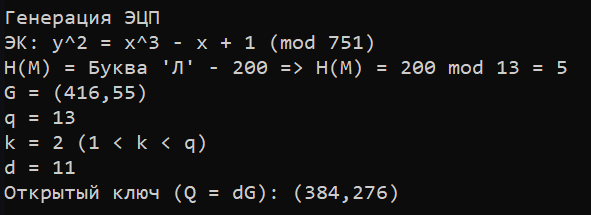 Генерация ЭЦП
ЭК: y^2 = x^3 - x + 1 (mod 751)
H(M) = Буква 'Л' - 200 => H(M) = 200 mod 13 = 5
G = (416,55)
q = 13
k = 2 (1 < k < q)
d = 11
Открытый ключ (Q = dG): (384,276)